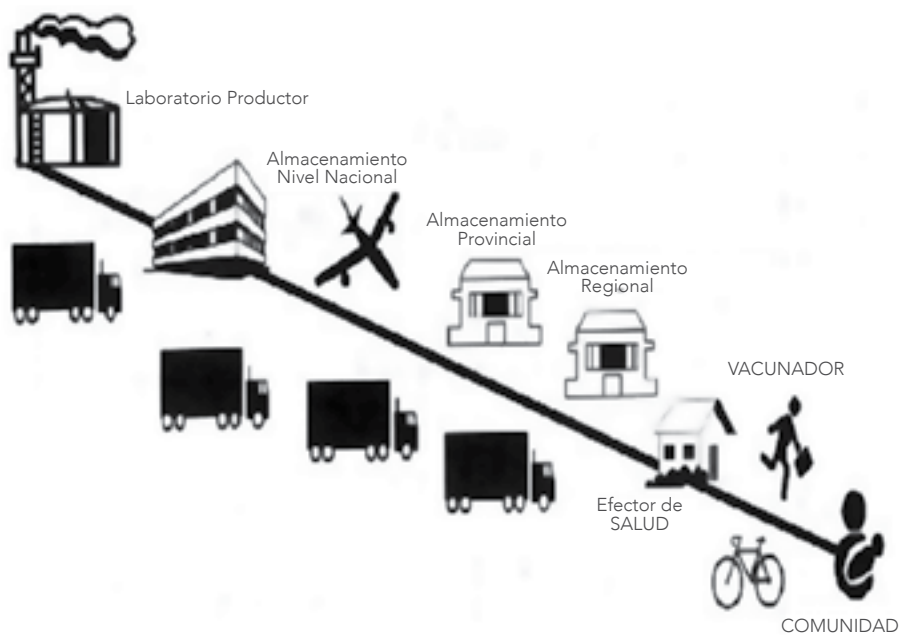 Laboratorio Productor
Almacenamiento
Nivel Nacional
Almacenamiento
Provincial
Almacenamiento
Regional
VACUNADOR
Efector de
SALUD
COMUNIDAD